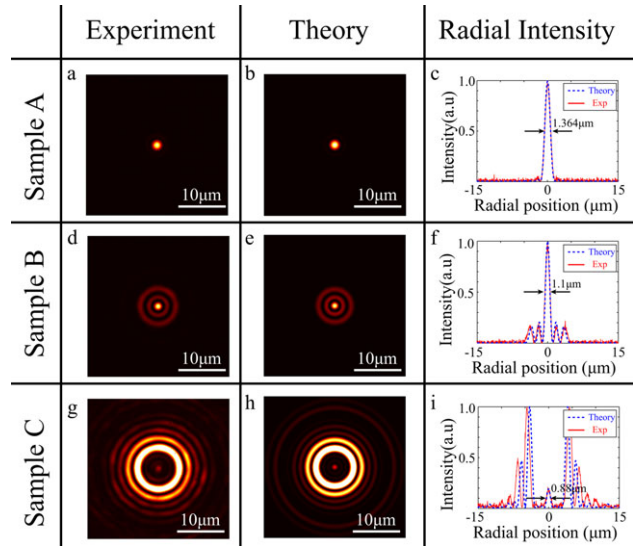 Experiment Theory Radial Intensity
Sample A
a
10μm
b
10μm
c
Intensity(a.u)
1.0
0.5
Theory
Exp
1.364μm
-15 0 15
Radial position (μm)
Sample B
d
10μm
e
10μm
f
Intensity(a.u)
1.0
0.5
Theory
Exp
1.1μm
-15 0 15
Radial position (μm)
Sample C
g
10μm
h
10μm
i
Intensity(a.u)
1.0
0.5
Theory
Exp
0.88μm
-15 0 15
Radial position (μm)